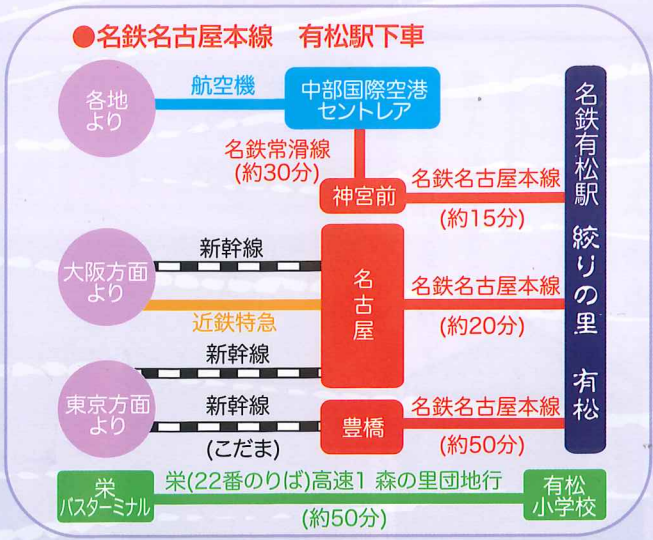 ●名鉄名古屋本線　有松駅下車
各地
より
航空機
中部国際空港
セントレア
名鉄常滑線
(約30分)
神宮前
名鉄名古屋本線
(約15分)
大阪方面
より
新幹線
近鉄特急
名古屋
名鉄名古屋本線
(約20分)
新幹線
東京方面
より
新幹線
(こだま)
豊橋
名鉄名古屋本線
(約50分)
名鉄有松駅　絞りの里　有松
栄
バスターミナル
栄(22番のりば)高速1 森の里団地行
(約50分)
有松
小学校